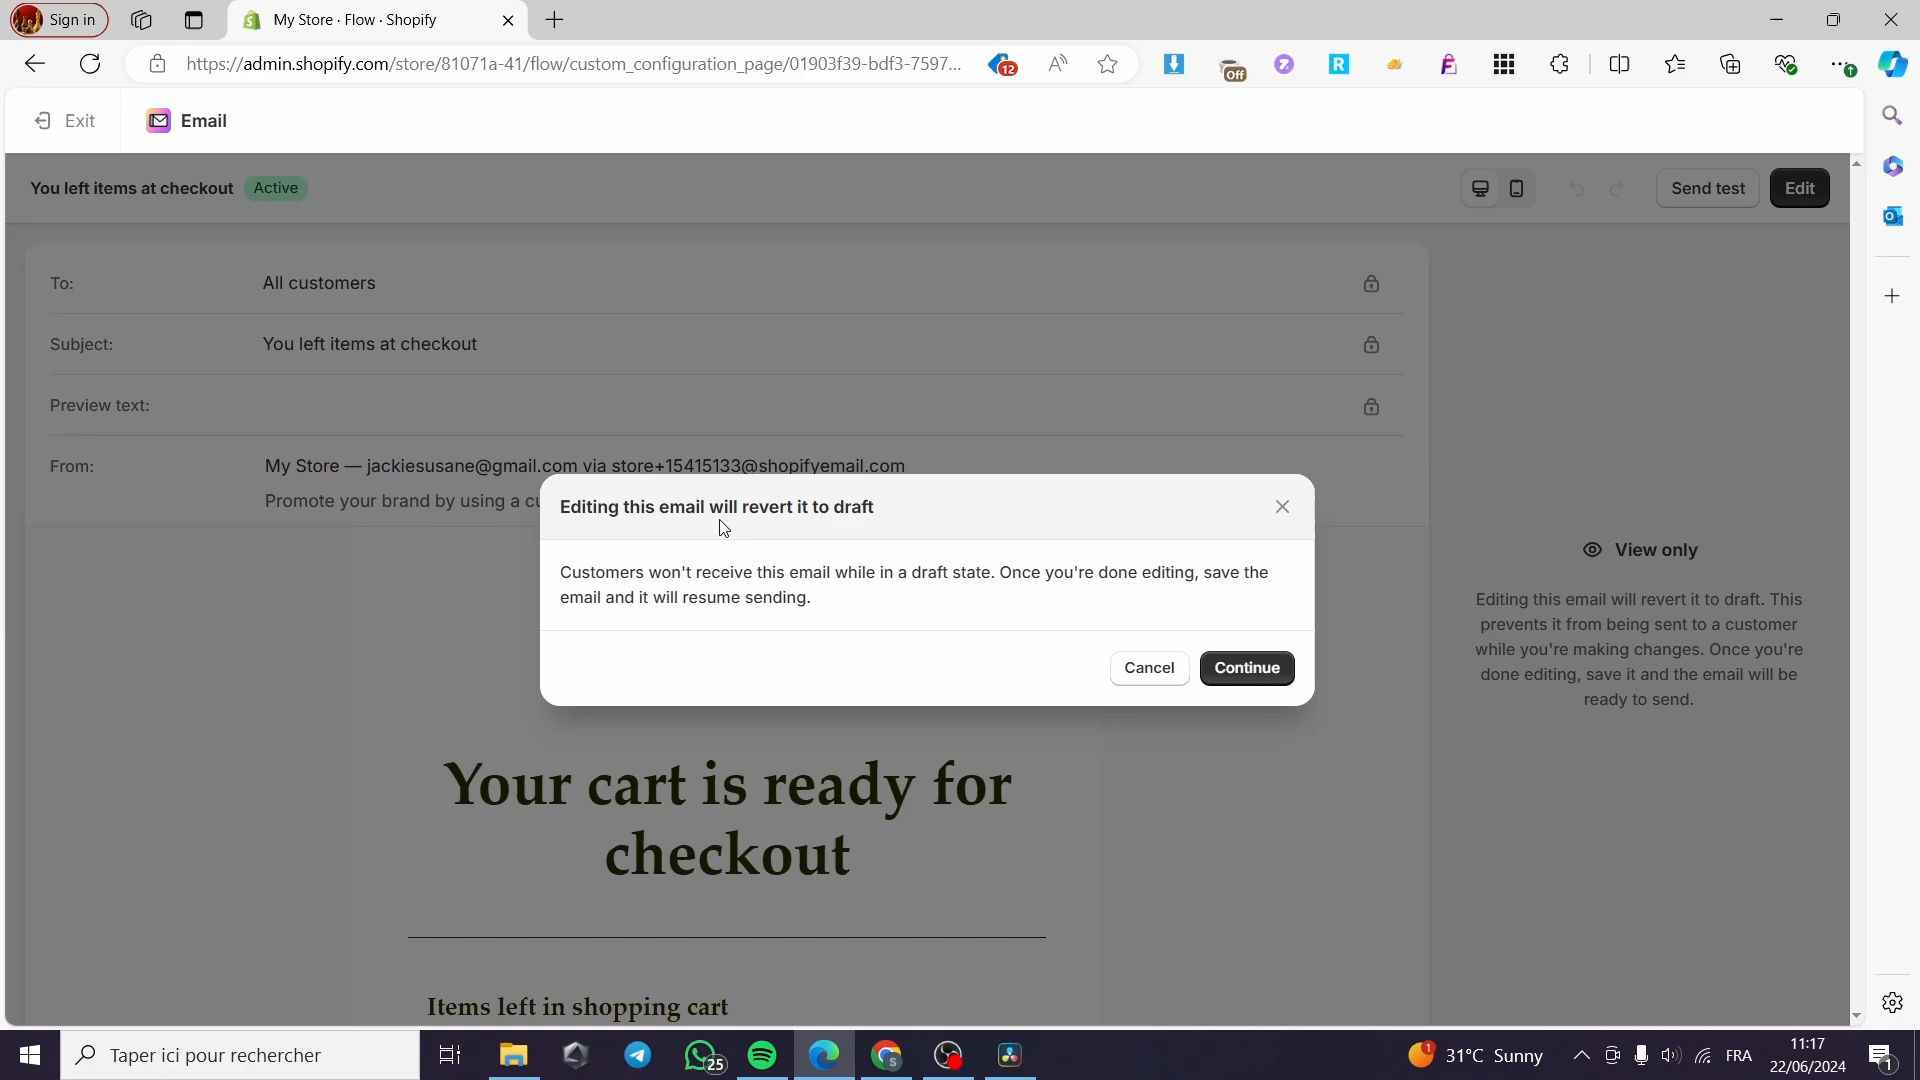 Sign in
My Store · Flow · Shopify
https://admin.shopify.com/store/81071a-41/flow/custom_configuration_page/01903f39-bdf3-7597...
12
Off
Exit
Email
You left items at checkout
Active
Send test
Edit
To:
All customers
Subject:
You left items at checkout
Preview text:
From:
My Store — jackiesusane@gmail.com via store+15415133@shopifyemail.com
Promote your brand by using a cu
Editing this email will revert it to draft
Customers won't receive this email while in a draft state. Once you're done editing, save the
email and it will resume sending.
Cancel
Continue
View only
Editing this email will revert it to draft. This
prevents it from being sent to a customer
while you're making changes. Once you're
done editing, save it and the email will be
ready to send.
Your cart is ready for
checkout
Items left in shopping cart
Taper ici pour rechercher
25
1
31°C Sunny
FRA
11:17
22/06/2024
1